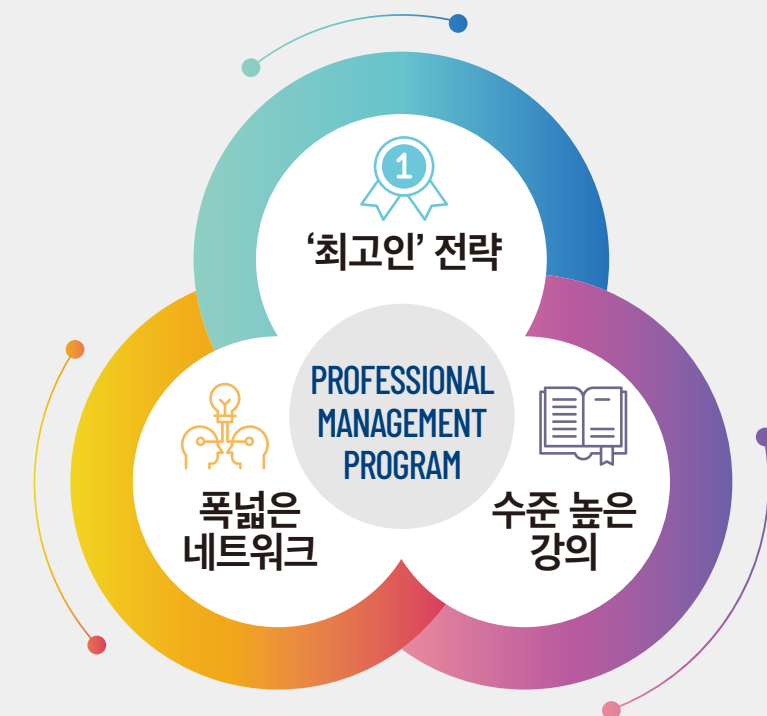 1
‘최고인’ 전략
PROFESSIONAL
MANAGEMENT
PROGRAM
폭넓은
네트워크
수준 높은
강의